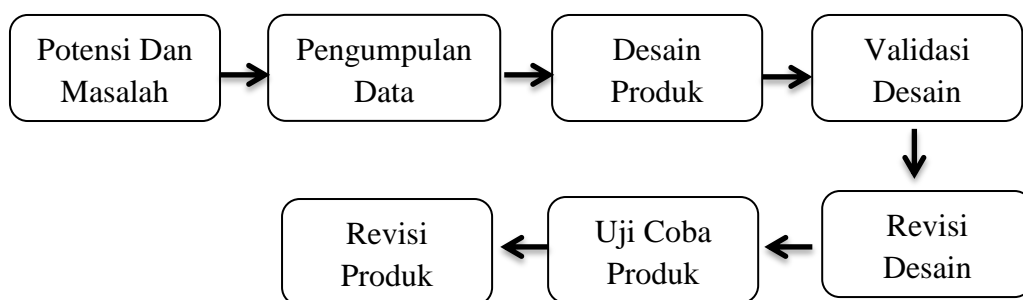 Potensi Dan
Masalah
Pengumpulan
Data
Desain
Produk
Validasi
Desain
Revisi
Desain
Uji Coba
Produk
Revisi
Produk